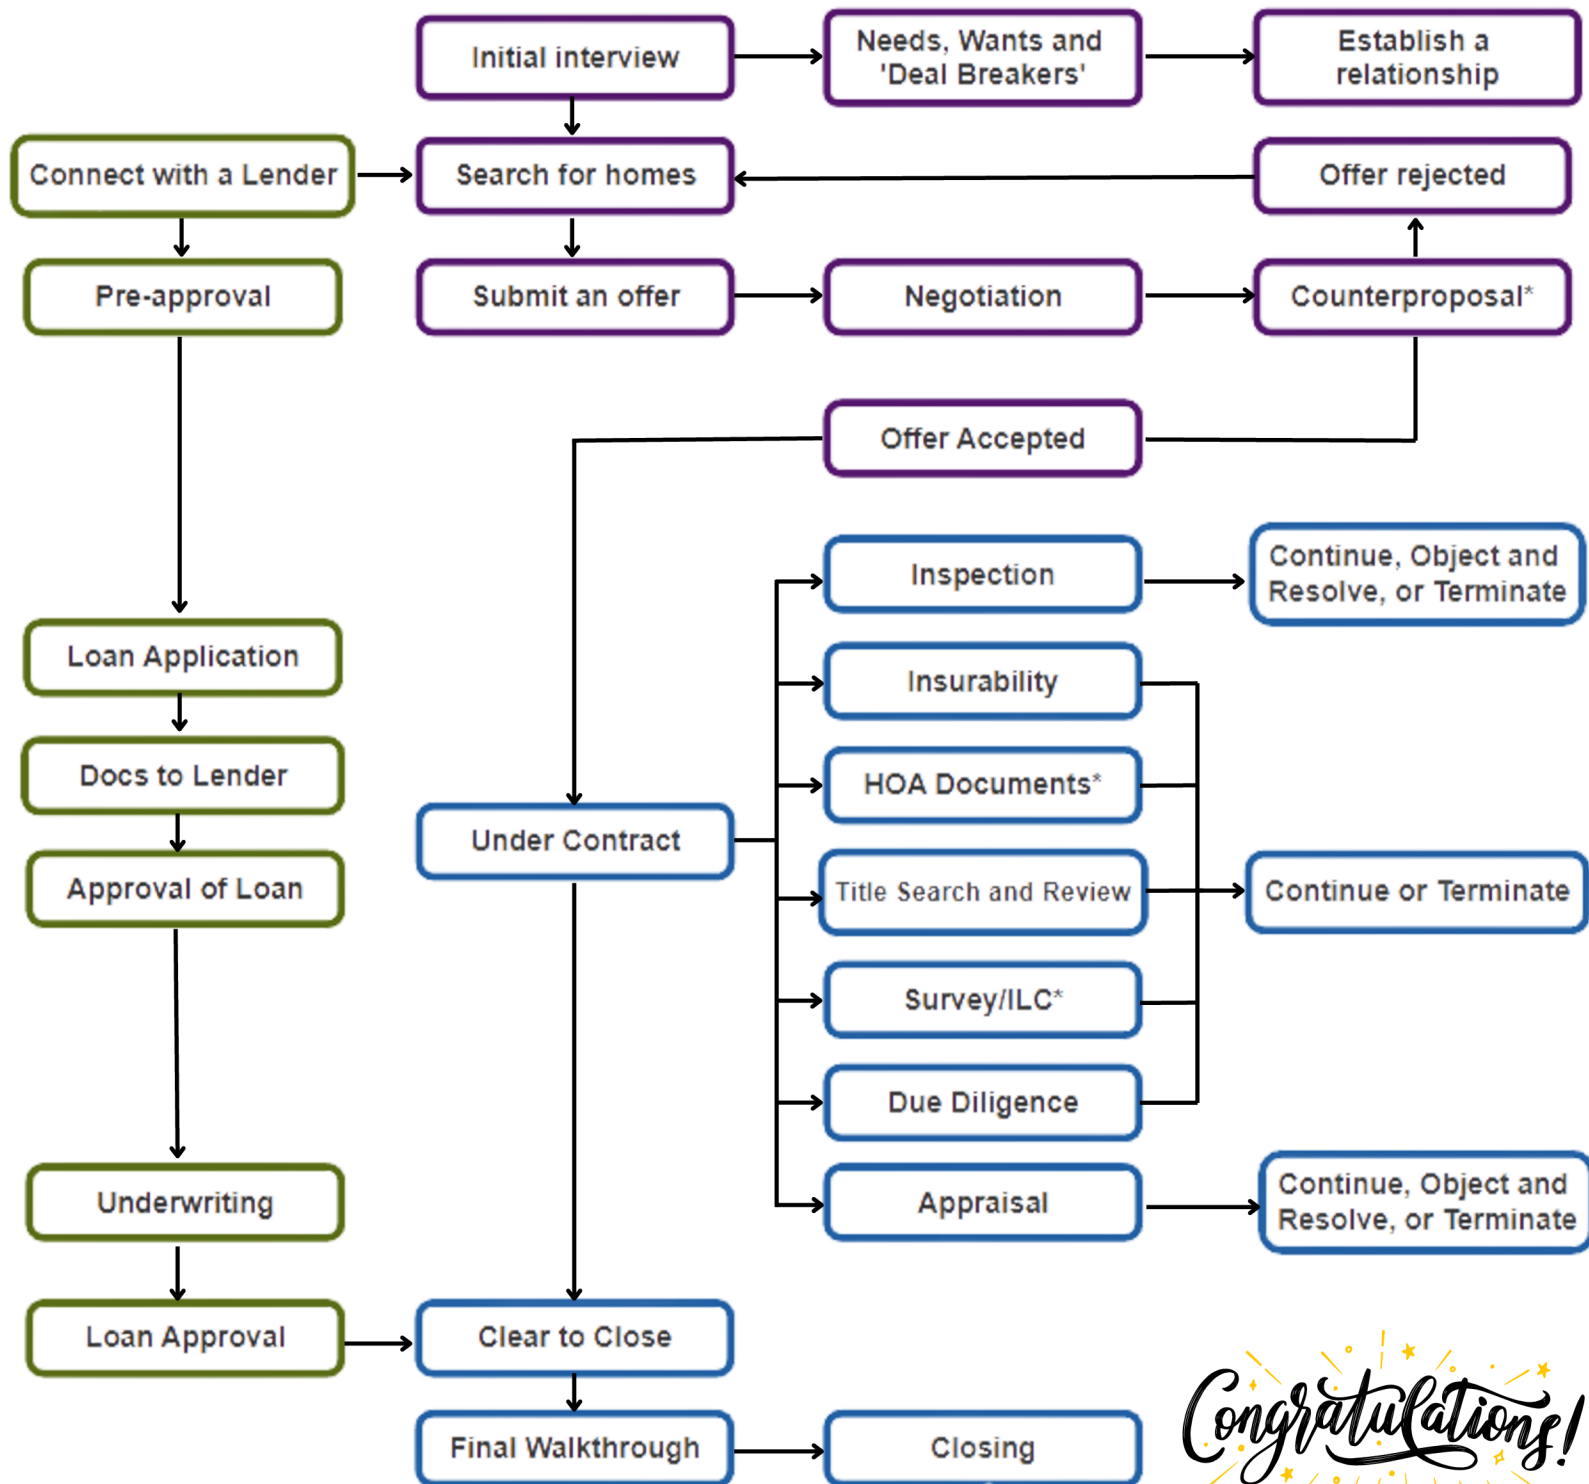 Initial interview
Needs, Wants and
'Deal Breakers'
Establish a
relationship
Connect with a Lender
Search for homes
Offer rejected
Pre-approval
Submit an offer
Negotiation
Counterproposal*
Offer Accepted
Inspection
Continue, Object and
Resolve, or Terminate
Loan Application
Insurability
Docs to Lender
HOA Documents*
Under Contract
Approval of Loan
Title Search and Review
Continue or Terminate
Survey/ILC*
Due Diligence
Underwriting
Appraisal
Continue, Object and
Resolve, or Terminate
Loan Approval
Clear to Close
Final Walkthrough
Closing
Congratulations!